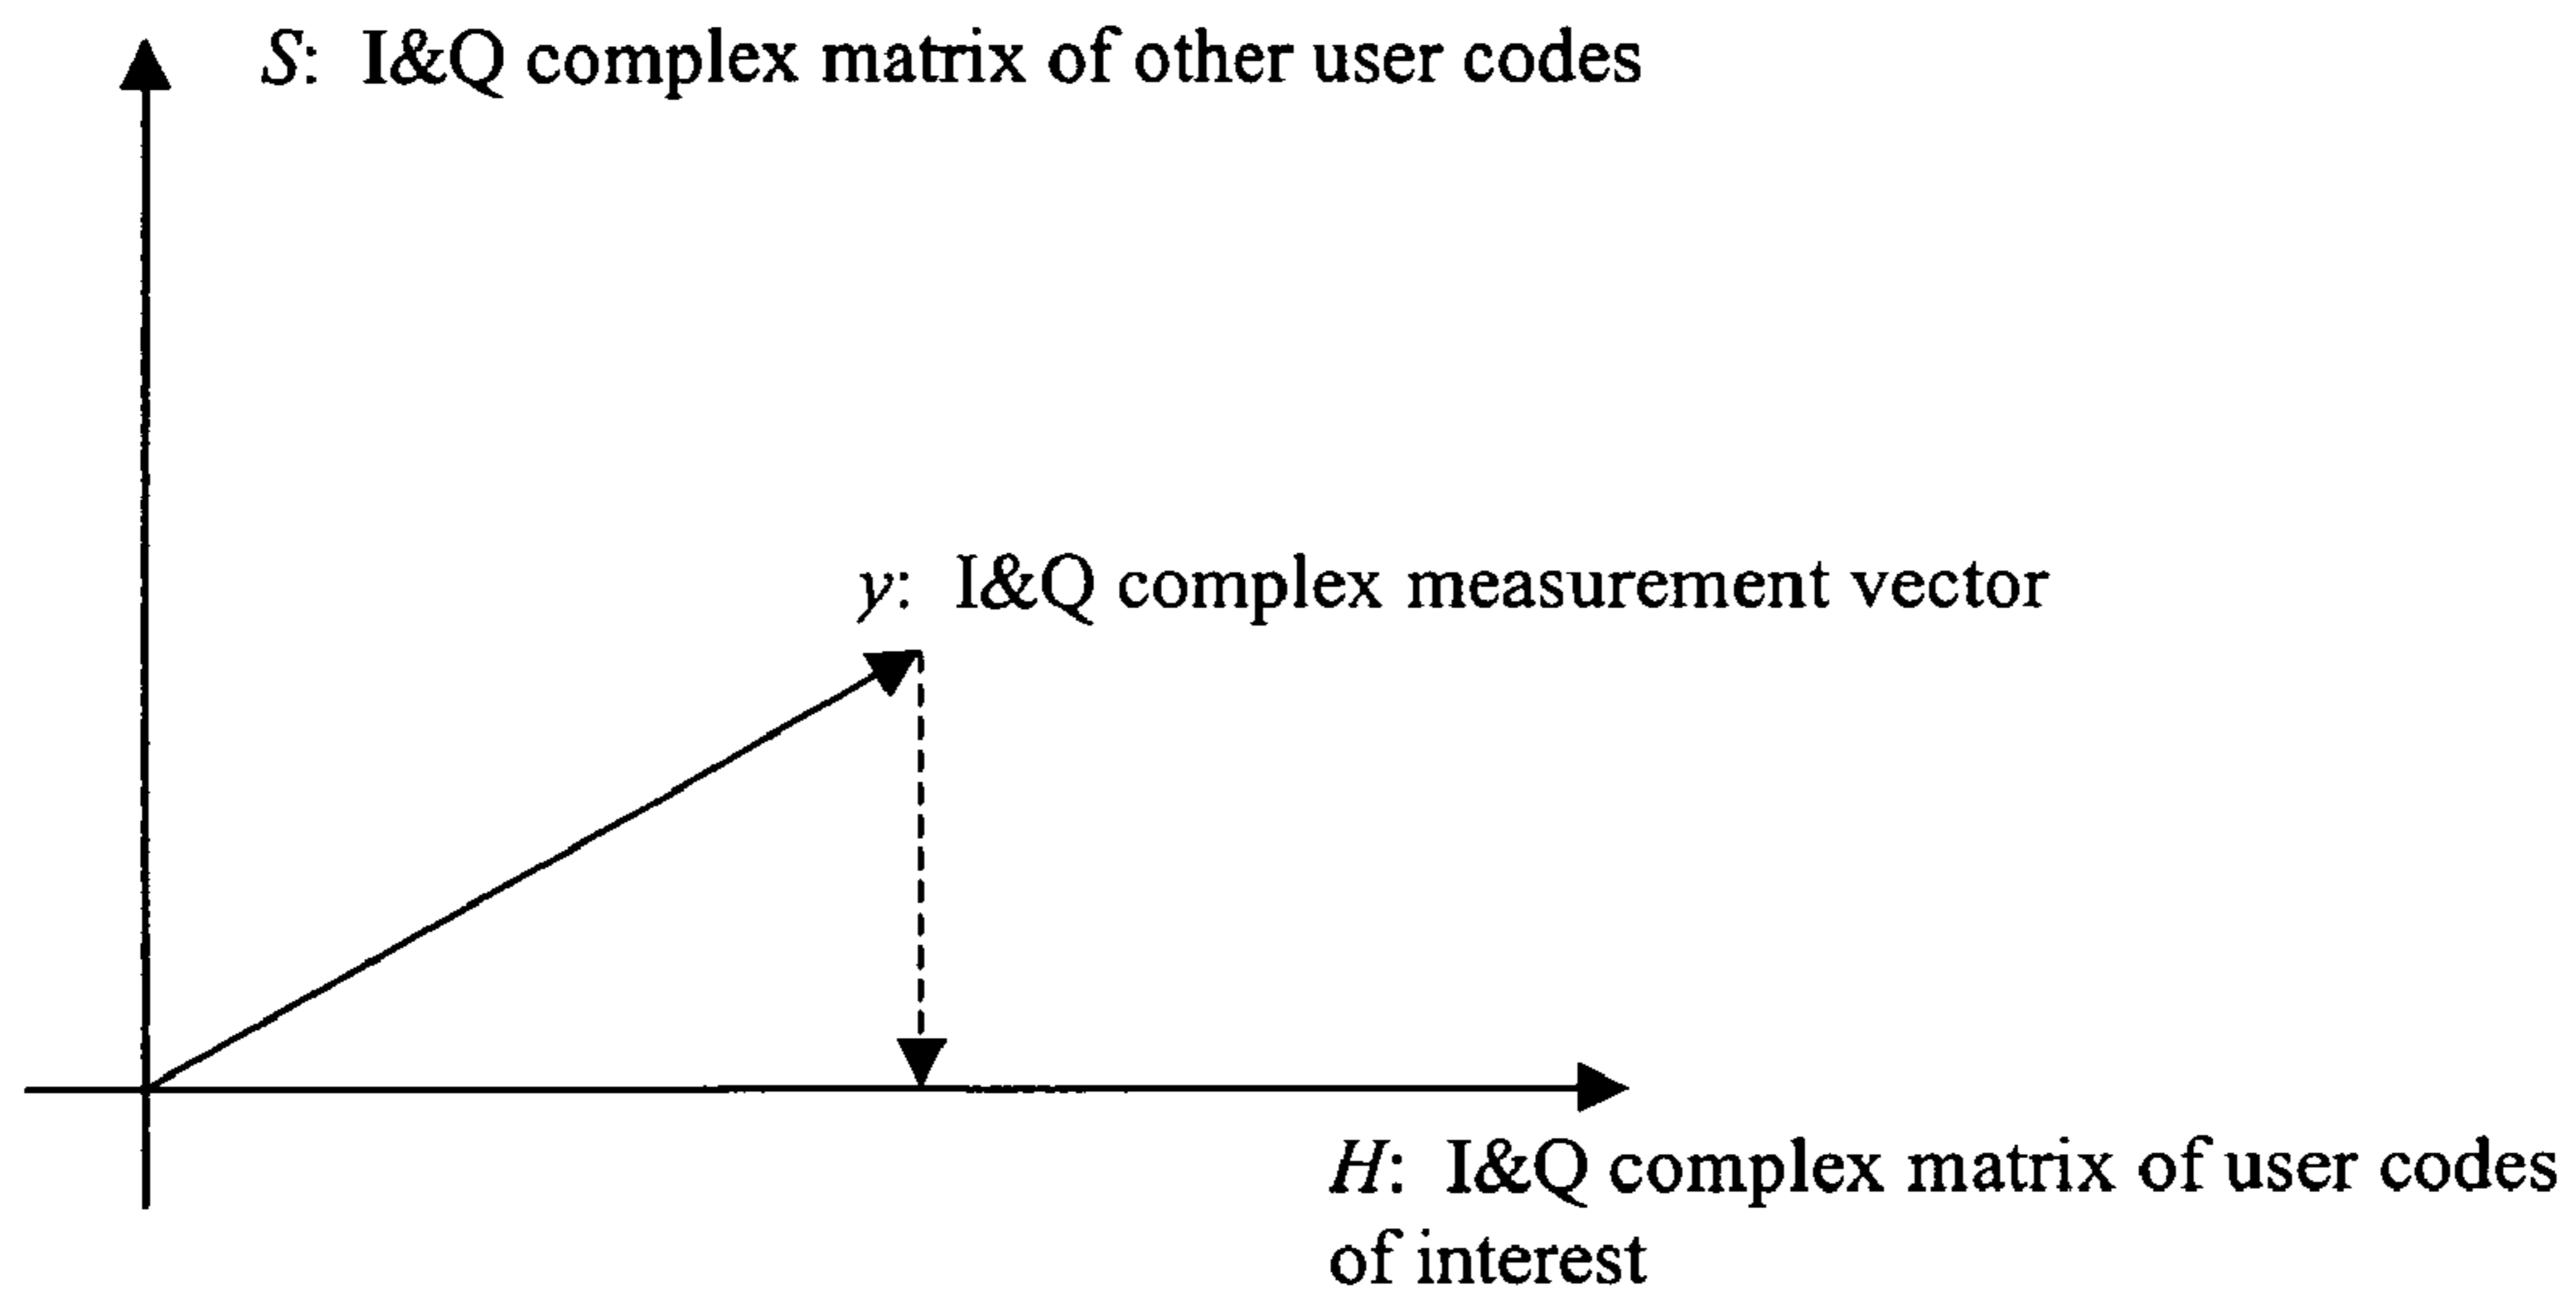 S: I&Q complex matrix of other user codes
y: I&Q complex measurement vector
H: I&Q complex matrix of user codes
of interest